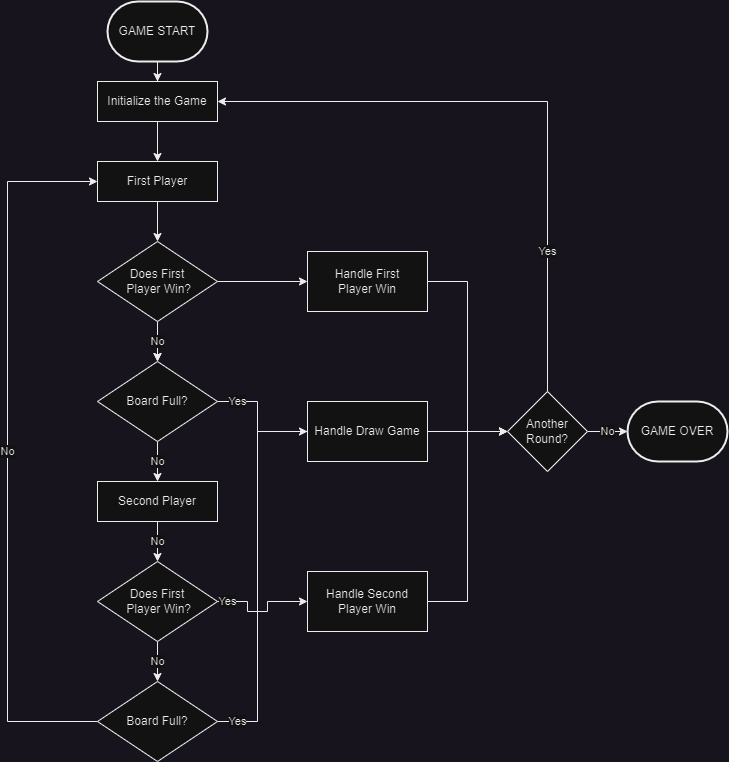 GAME START
Initialize the Game
First Player
Does First
Player Win?
Handle First
Player Win
Yes
No
Board Full?
Yes
Handle Draw Game
Another
Round?
No
GAME OVER
No
No
Second Player
No
Does First
Player Win?
Yes
Handle Second
Player Win
No
Board Full?
Yes